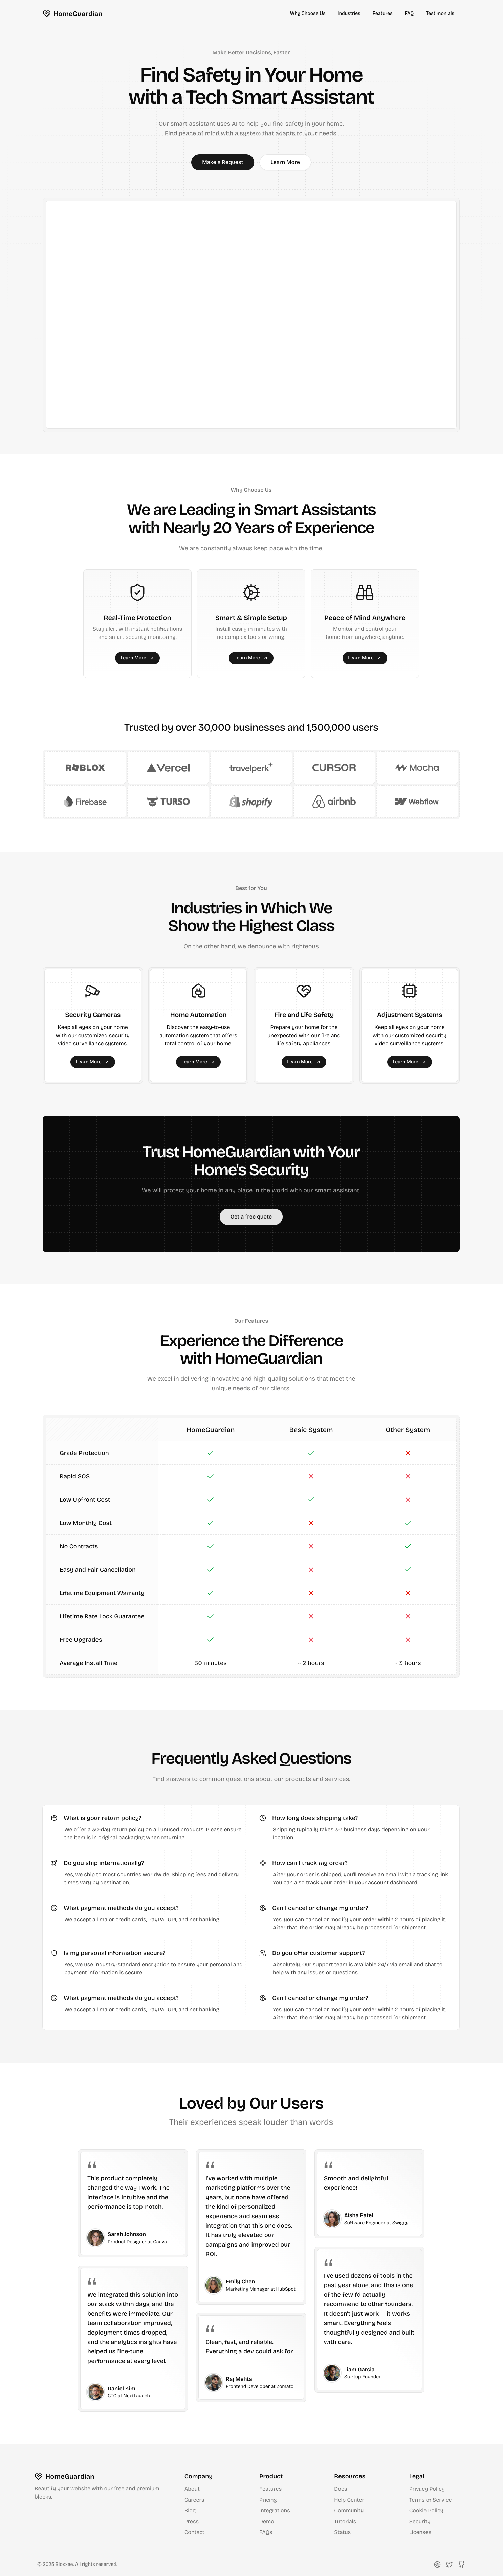 HomeGuardian
Why Choose Us
Industries
Features
FAQ
Testimonials
Make Better Decisions, Faster
Find Safety in Your Home
with a Tech Smart Assistant
Our smart assistant uses AI to help you find safety in your home.
Find peace of mind with a system that adapts to your needs.
Make a Request
Learn More
Why Choose Us
We are Leading in Smart Assistants
with Nearly 20 Years of Experience
We are constantly always keep pace with the time.
Real-Time Protection
Stay alert with instant notifications
and smart security monitoring.
Learn More
Smart & Simple Setup
Install easily in minutes with
no complex tools or wiring.
Learn More
Peace of Mind Anywhere
Monitor and control your
home from anywhere, anytime.
Learn More
Trusted by over 30,000 businesses and 1,500,000 users
ROBLOX
Vercel
travelperk
CURSOR
Mocha
Firebase
TURSO
shopify
airbnb
Webflow
Best for You
Industries in Which We
Show the Highest Class
On the other hand, we denounce with righteous
Security Cameras
Keep all eyes on your home
with our customized security
video surveillance systems.
Learn More
Home Automation
Discover the easy-to-use
automation system that offers
total control of your home.
Learn More
Fire and Life Safety
Prepare your home for the
unexpected with our fire and
life safety appliances.
Learn More
Adjustment Systems
Keep all eyes on your home
with our customized security
video surveillance systems.
Learn More
Trust HomeGuardian with Your
Home's Security
We will protect your home in any place in the world with our smart assistant.
Get a free quote
Our Features
Experience the Difference
with HomeGuardian
We excel in delivering innovative and high-quality solutions that meet the
unique needs of our clients.
HomeGuardian
Basic System
Other System
Grade Protection
Rapid SOS
Low Upfront Cost
Low Monthly Cost
No Contracts
Easy and Fair Cancellation
Lifetime Equipment Warranty
Lifetime Rate Lock Guarantee
Free Upgrades
Average Install Time
30 minutes
~ 2 hours
~ 3 hours
Frequently Asked Questions
Find answers to common questions about our products and services.
What is your return policy?
We offer a 30-day return policy on all unused products. Please ensure
the item is in original packaging when returning.
How long does shipping take?
Shipping typically takes 3-7 business days depending on your
location.
Do you ship internationally?
Yes, we ship to most countries worldwide. Shipping fees and delivery
times vary by destination.
How can I track my order?
After your order is shipped, you'll receive an email with a tracking link.
You can also track your order in your account dashboard.
What payment methods do you accept?
We accept all major credit cards, PayPal, UPI, and net banking.
Can I cancel or change my order?
Yes, you can cancel or modify your order within 2 hours of placing it.
After that, the order may already be processed for shipment.
Is my personal information secure?
Yes, we use industry-standard encryption to ensure your personal and
payment information is secure.
Do you offer customer support?
Absolutely. Our support team is available 24/7 via email and chat to
help with any issues or questions.
What payment methods do you accept?
We accept all major credit cards, PayPal, UPI, and net banking.
Can I cancel or change my order?
Yes, you can cancel or modify your order within 2 hours of placing it.
After that, the order may already be processed for shipment.
Loved by Our Users
Their experiences speak louder than words
This product completely
changed the way I work. The
interface is intuitive and the
performance is top-notch.
Sarah Johnson
Product Designer at Canva
We integrated this solution into
our stack within days, and the
benefits were immediate. Our
team collaboration improved,
deployment times dropped,
and the analytics insights have
helped us fine-tune
performance at every level.
Daniel Kim
CTO at NextLaunch
I've worked with multiple
marketing platforms over the
years, but none have offered
the kind of personalized
experience and seamless
integration that this one does.
It has truly elevated our
campaigns and improved our
ROI.
Emily Chen
Marketing Manager at HubSpot
Clean, fast, and reliable.
Everything a dev could ask for.
Raj Mehta
Frontend Developer at Zomato
Smooth and delightful
experience!
Aisha Patel
Software Engineer at Swiggy
I've used dozens of tools in the
past year alone, and this is one
of the few I'd actually
recommend to other founders.
It doesn't just work — it works
smart. Everything feels
thoughtfully designed and built
with care.
Liam Garcia
Startup Founder
HomeGuardian
Beautify your website with our free and premium
blocks.
Company
About
Careers
Blog
Press
Contact
Product
Features
Pricing
Integrations
Demo
FAQs
Resources
Docs
Help Center
Community
Tutorials
Status
Legal
Privacy Policy
Terms of Service
Cookie Policy
Security
Licenses
© 2025 Bloxxee. All rights reserved.